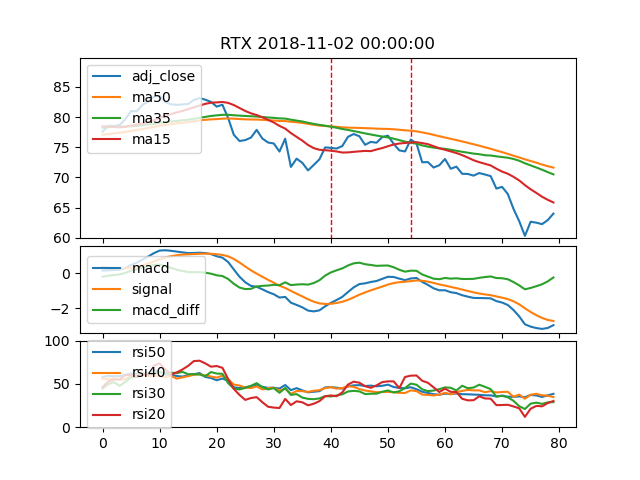 RTX 2018-11-02 00:00:00
85
80
75
70
65
60
adj_close
ma50
ma35
ma15
0
−2
macd
signal
macd_diff
100
50
0
rsi50
rsi40
rsi30
rsi20
0 10 20 30 40 50 60 70 80